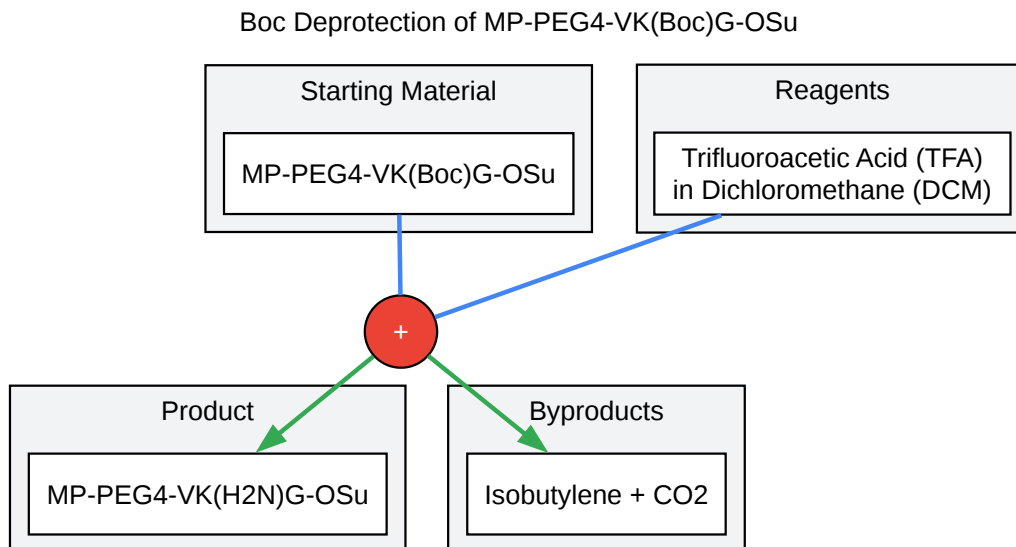 Boc Deprotection of MP-PEG4-VK(Boc)G-OSu
Starting Material
MP-PEG4-VK(Boc)G-OSu
Reagents
Trifluoroacetic Acid (TFA)
in Dichloromethane (DCM)
+
Product
MP-PEG4-VK(H2N)G-OSu
Byproducts
Isobutylene + CO2